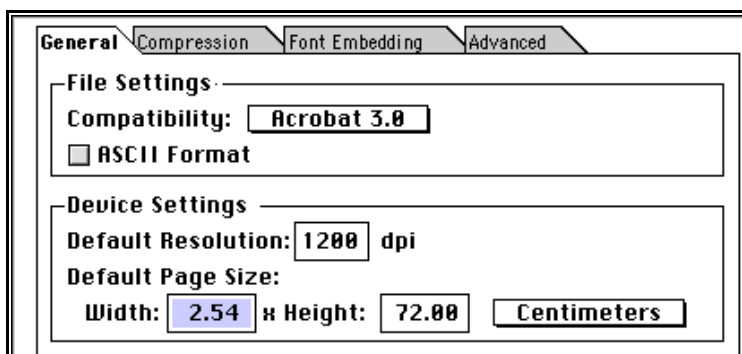 General Compression Font Embedding Advanced
File Settings
Compatibility: Acrobat 3.0
ASCII Format
Device Settings
Default Resolution: 1200 dpi
Default Page Size:
Width: 2.54 x Height: 72.00 Centimeters